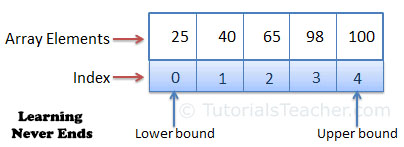 Array Elements 25 40 65 98 100
Index 0 1 2 3 4
© TutorialsTeacher.com
Learning
Never Ends
Lower bound Upper bound